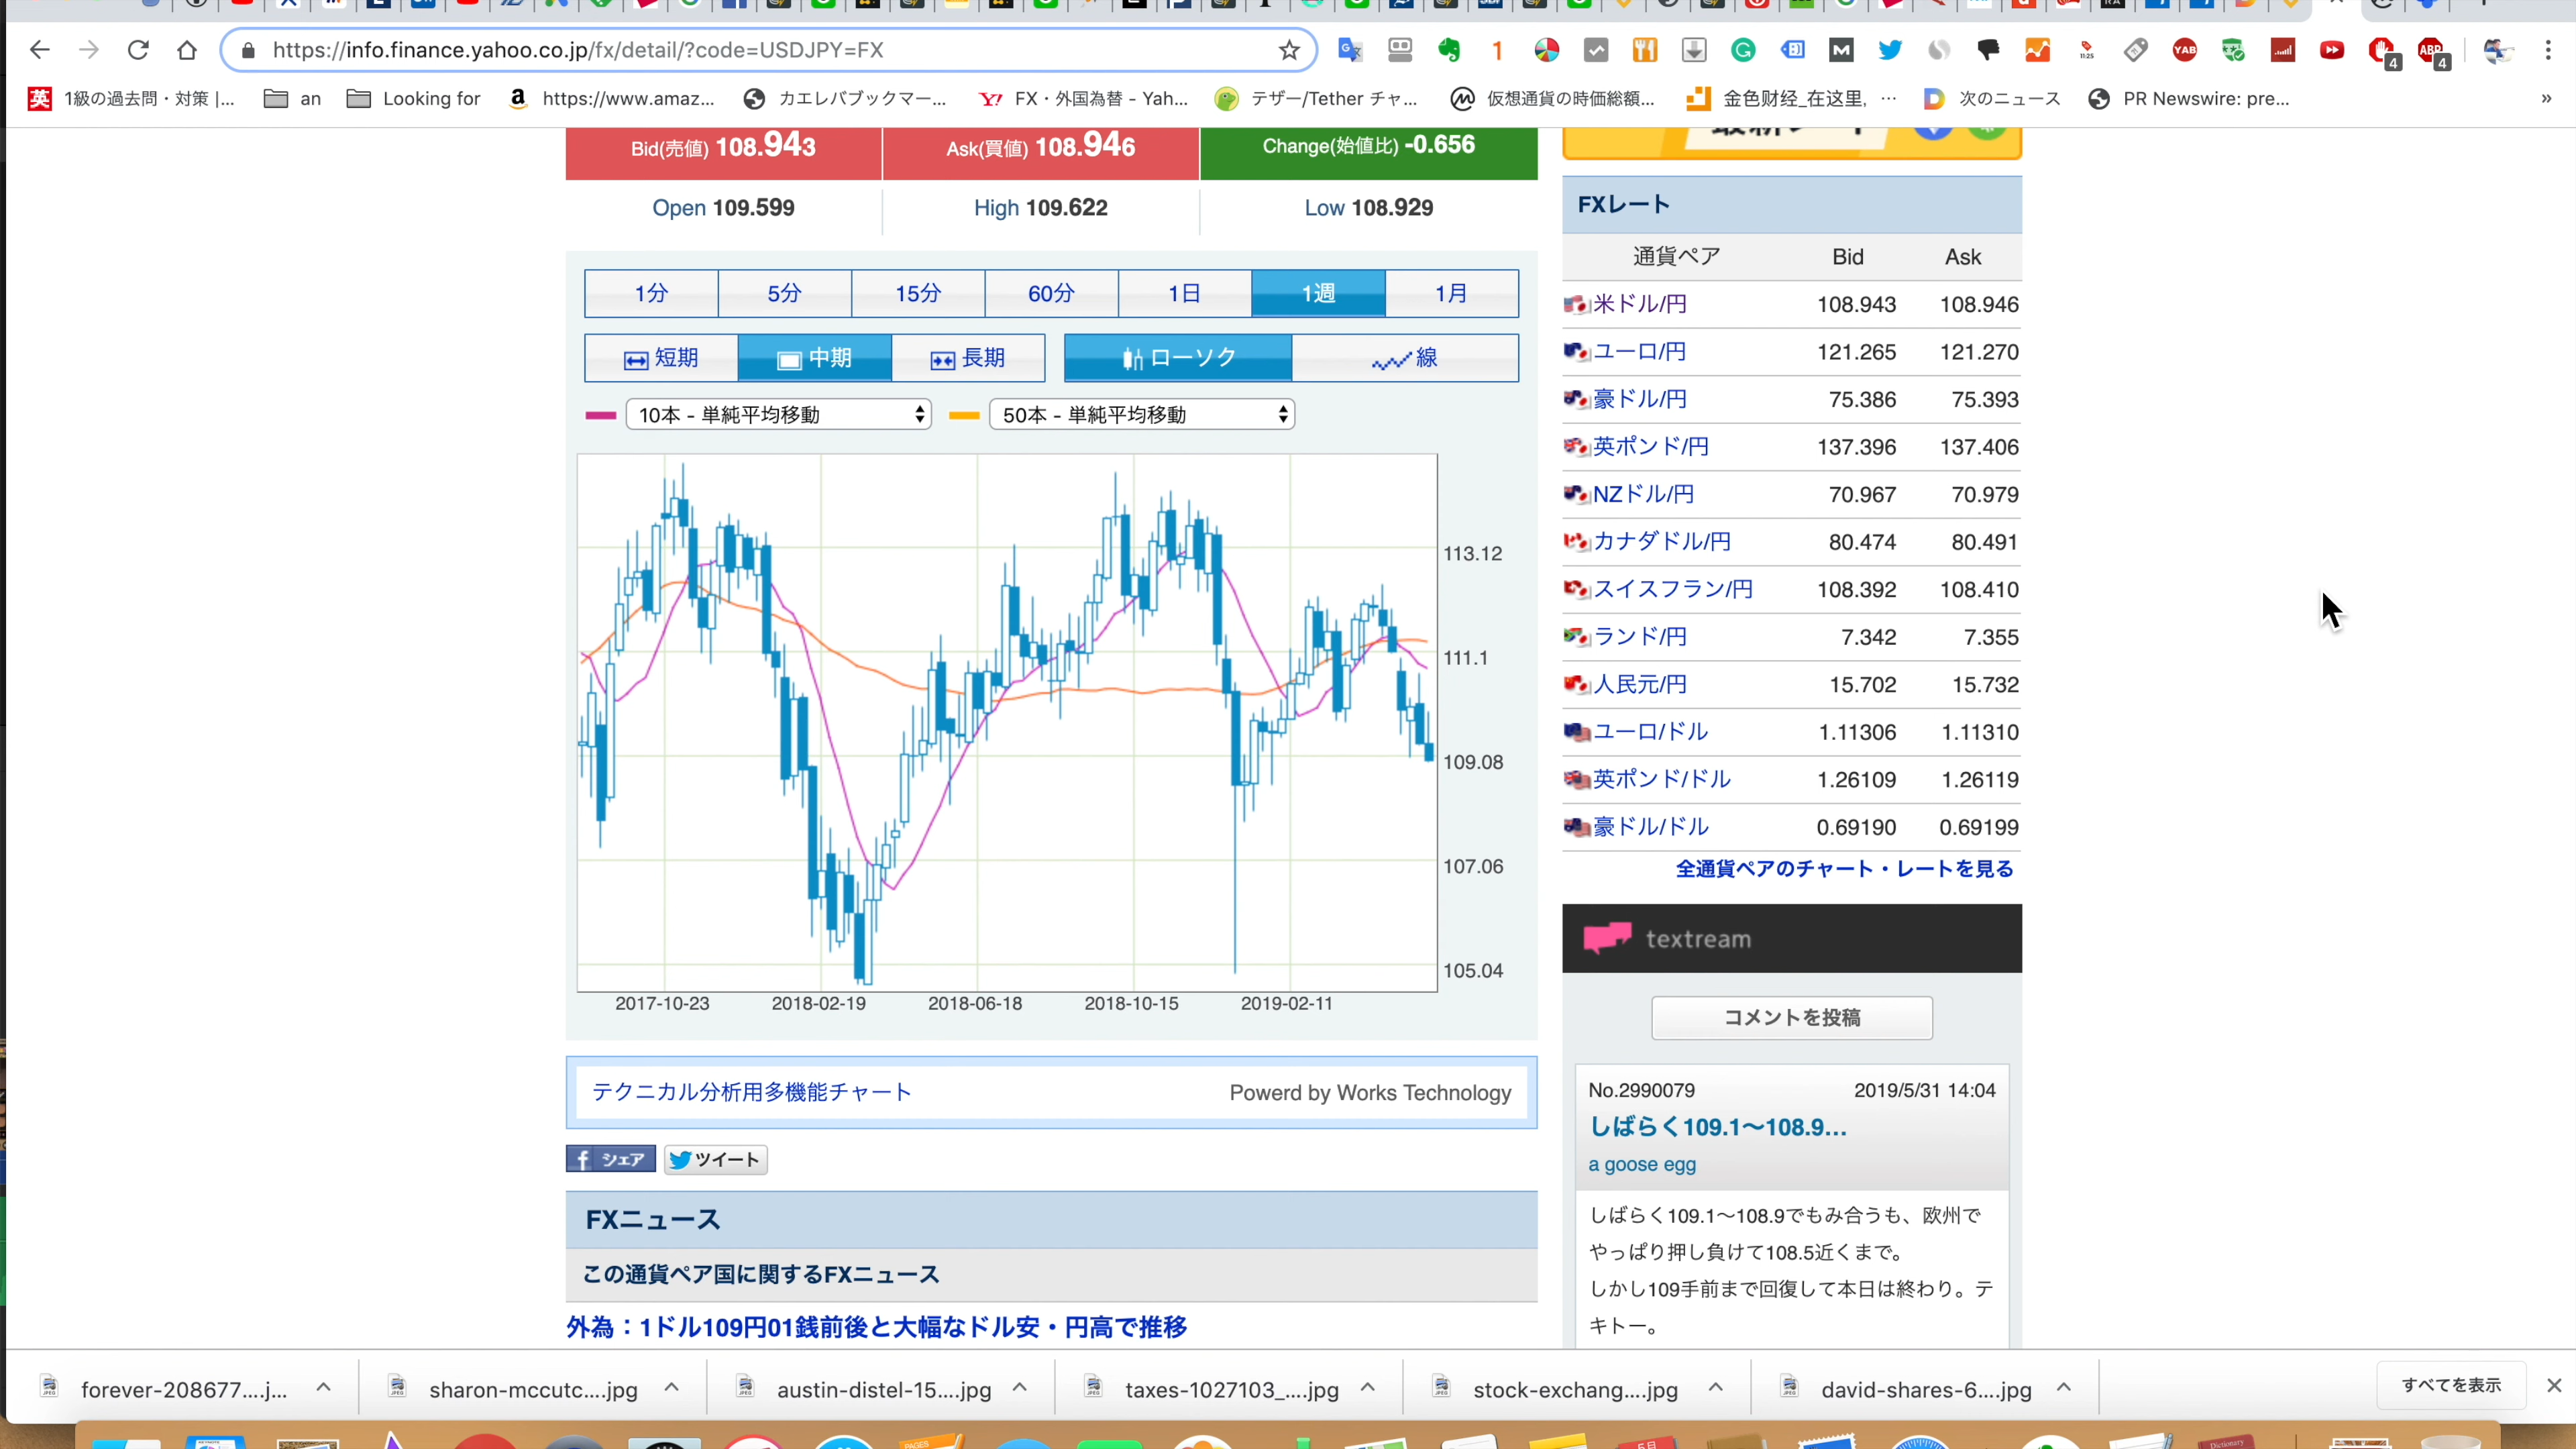 https://info.finance.yahoo.co.jp/fx/detail/?code=USDJPY=FX
1級の過去問・対策 |...
an
Looking for
https://www.amaz...
カエレバブックマー...
FX・外国為替 - Yah...
テザー/Tether チャ...
仮想通貨の時価総額...
金色财经_在这里，...
次のニュース
PR Newswire: pre...
»
Bid(売値) 108.943
Ask(買値) 108.946
Change(始値比) -0.656
Open 109.599
High 109.622
Low 108.929
1分
5分
15分
60分
1日
1週
1月
短期
中期
長期
ローソク
線
10本 - 単純平均移動
50本 - 単純平均移動
113.12
111.1
109.08
107.06
105.04
2017-10-23
2018-02-19
2018-06-18
2018-10-15
2019-02-11
テクニカル分析用多機能チャート
Powerd by Works Technology
シェア
ツイート
FXニュース
この通貨ペア国に関するFXニュース
外為：1ドル109円01銭前後と大幅なドル安・円高で推移
FXレート
通貨ペア Bid Ask
米ドル/円 108.943 108.946
ユーロ/円 121.265 121.270
豪ドル/円 75.386 75.393
英ポンド/円 137.396 137.406
NZドル/円 70.967 70.979
カナダドル/円 80.474 80.491
スイスフラン/円 108.392 108.410
ランド/円 7.342 7.355
人民元/円 15.702 15.732
ユーロ/ドル 1.11306 1.11310
英ポンド/ドル 1.26109 1.26119
豪ドル/ドル 0.69190 0.69199
全通貨ペアのチャート・レートを見る
textream
コメントを投稿
No.2990079
2019/5/31 14:04
しばらく109.1～108.9...
a goose egg
しばらく109.1～108.9でもみ合うも、欧州で
やっぱり押し負けて108.5近くまで。
しかし109手前まで回復して本日は終わり。テ
キトー。
forever-208677....j...
sharon-mccutc....jpg
austin-distel-15....jpg
taxes-1027103_....jpg
stock-exchang....jpg
david-shares-6....jpg
すべてを表示